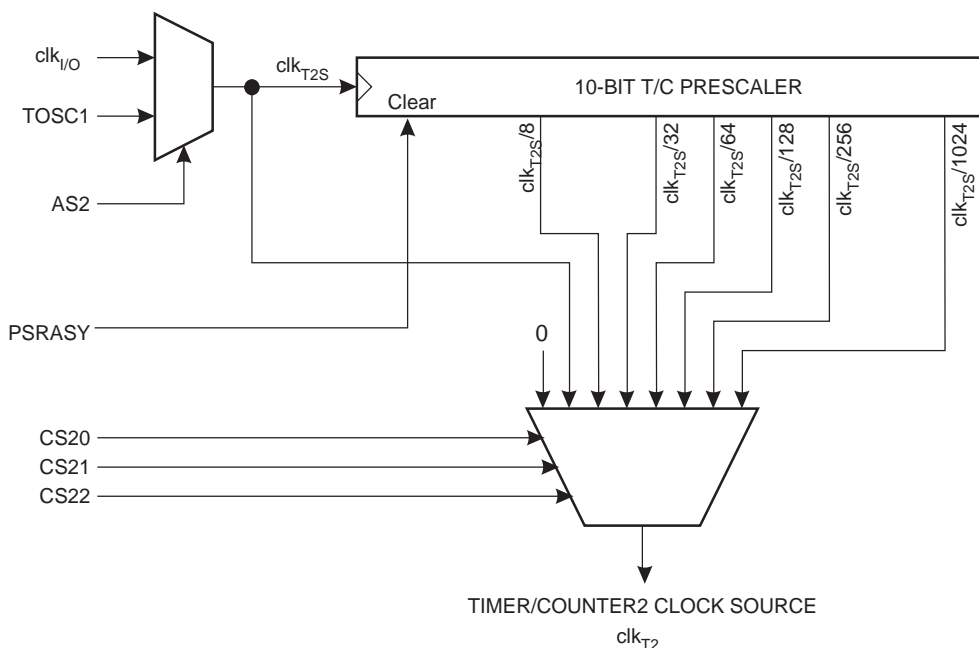 clkI/O
clkT2S
10-BIT T/C PRESCALER
TOSC1
Clear
clkT2S/8
clkT2S/32
clkT2S/64
clkT2S/128
clkT2S/256
clkT2S/1024
AS2
PSRASY
0
CS20
CS21
CS22
TIMER/COUNTER2 CLOCK SOURCE
clkT2